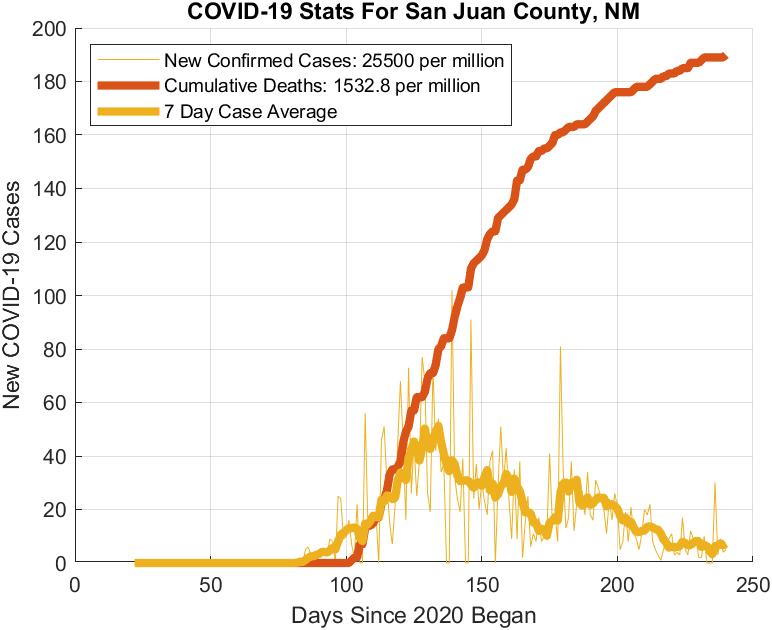 COVID-19 Stats For San Juan County, NM
200
180
160
140
120
100
80
60
40
20
0
New COVID-19 Cases
New Confirmed Cases: 25500 per million
Cumulative Deaths: 1532.8 per million
7 Day Case Average
0 50 100 150 200 250
Days Since 2020 Began